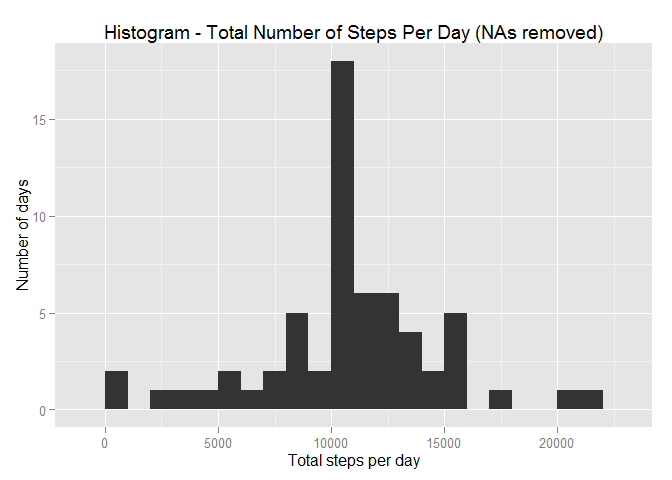 Histogram - Total Number of Steps Per Day (NAs removed)
15
10
5
0
Number of days
0 5000 10000 15000 20000
Total steps per day